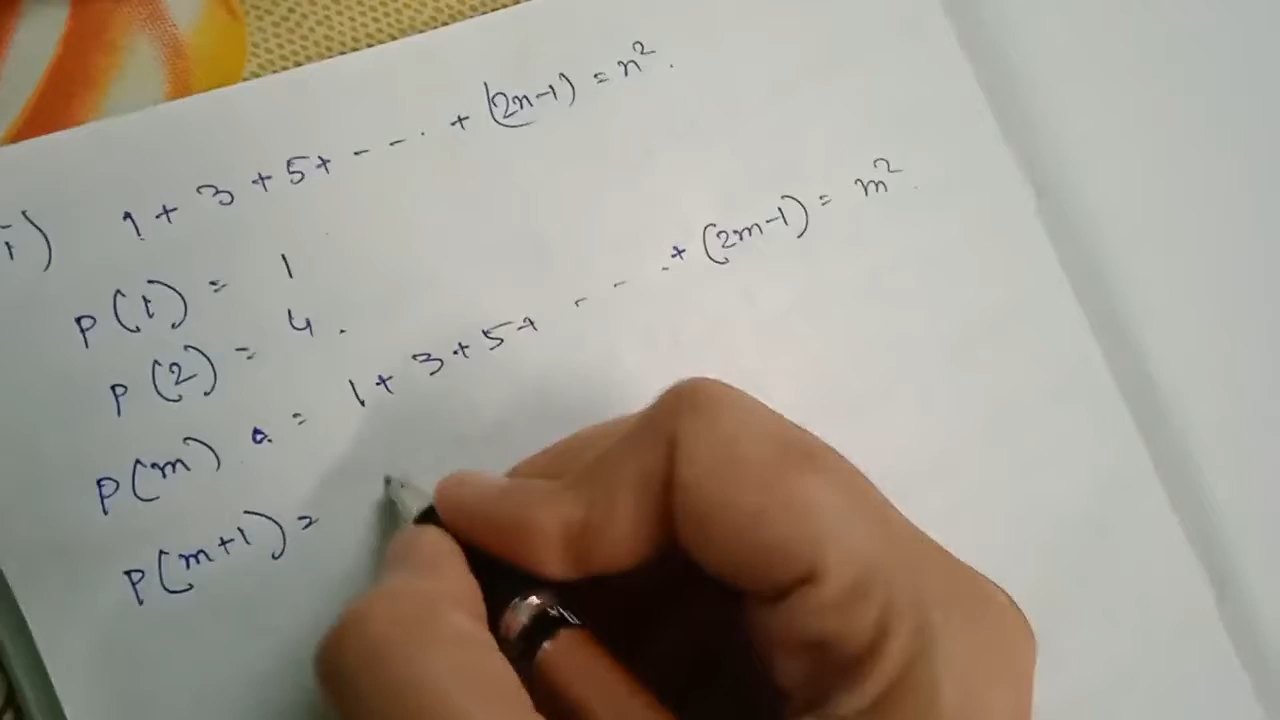 i) 1 + 3 + 5 + - - . . + (2n-1) = n².
P(1) = 1
P(2) = 4.
P(m) = 1 + 3 + 5 + - - . . + (2m-1) = m².
P(m+1) =